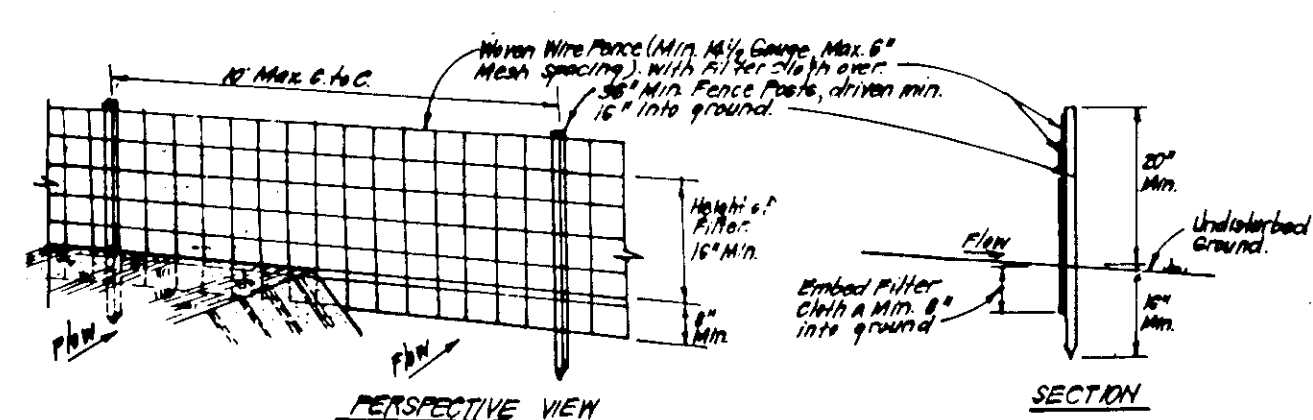 Woven Wire Fence (Min. 14½ Gauge, Max. 6"
Mesh spacing). with Filter cloth over.
36" Min. Fence Posts, driven min.
16" into ground.
10' Max. C. to C.
Height of
Filter
16" Min.
8"
Min.
Flow
Flow
PERSPECTIVE VIEW
20"
Min.
Undisturbed
Ground.
Flow
Embed Filter
cloth a Min. 8"
into ground
16"
Min.
SECTION